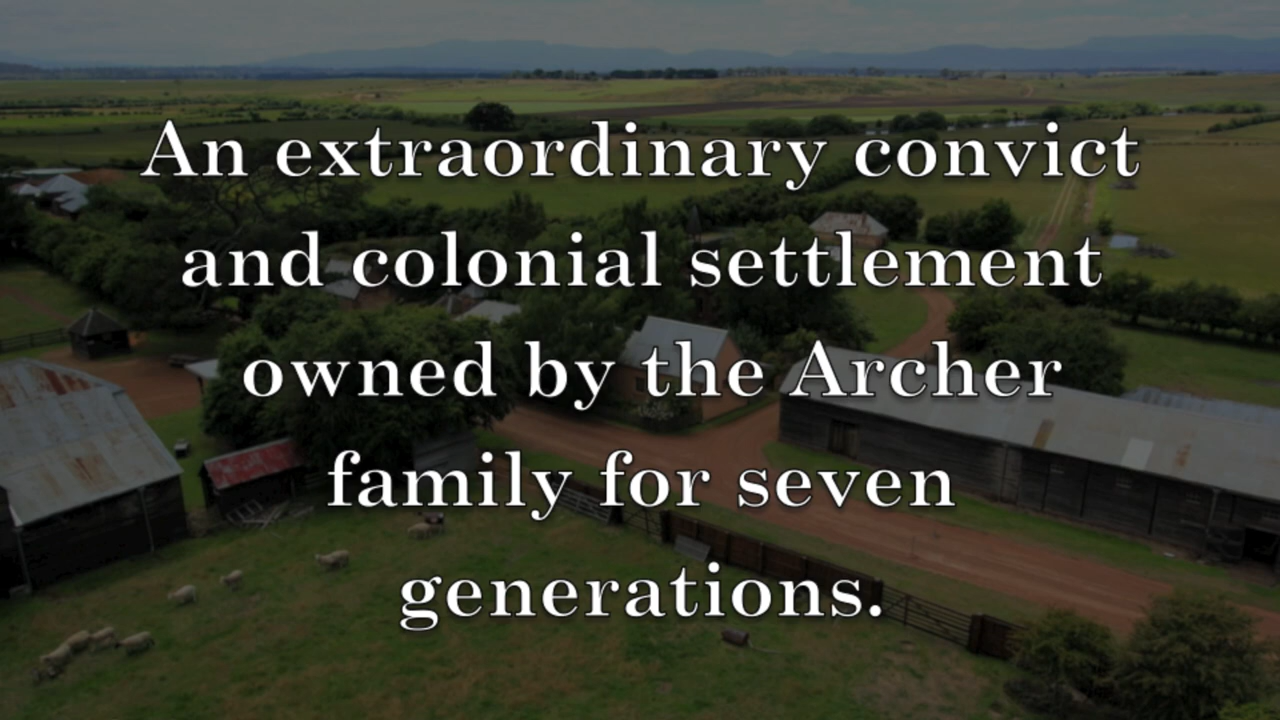 An extraordinary convict
and colonial settlement
owned by the Archer
family for seven
generations.